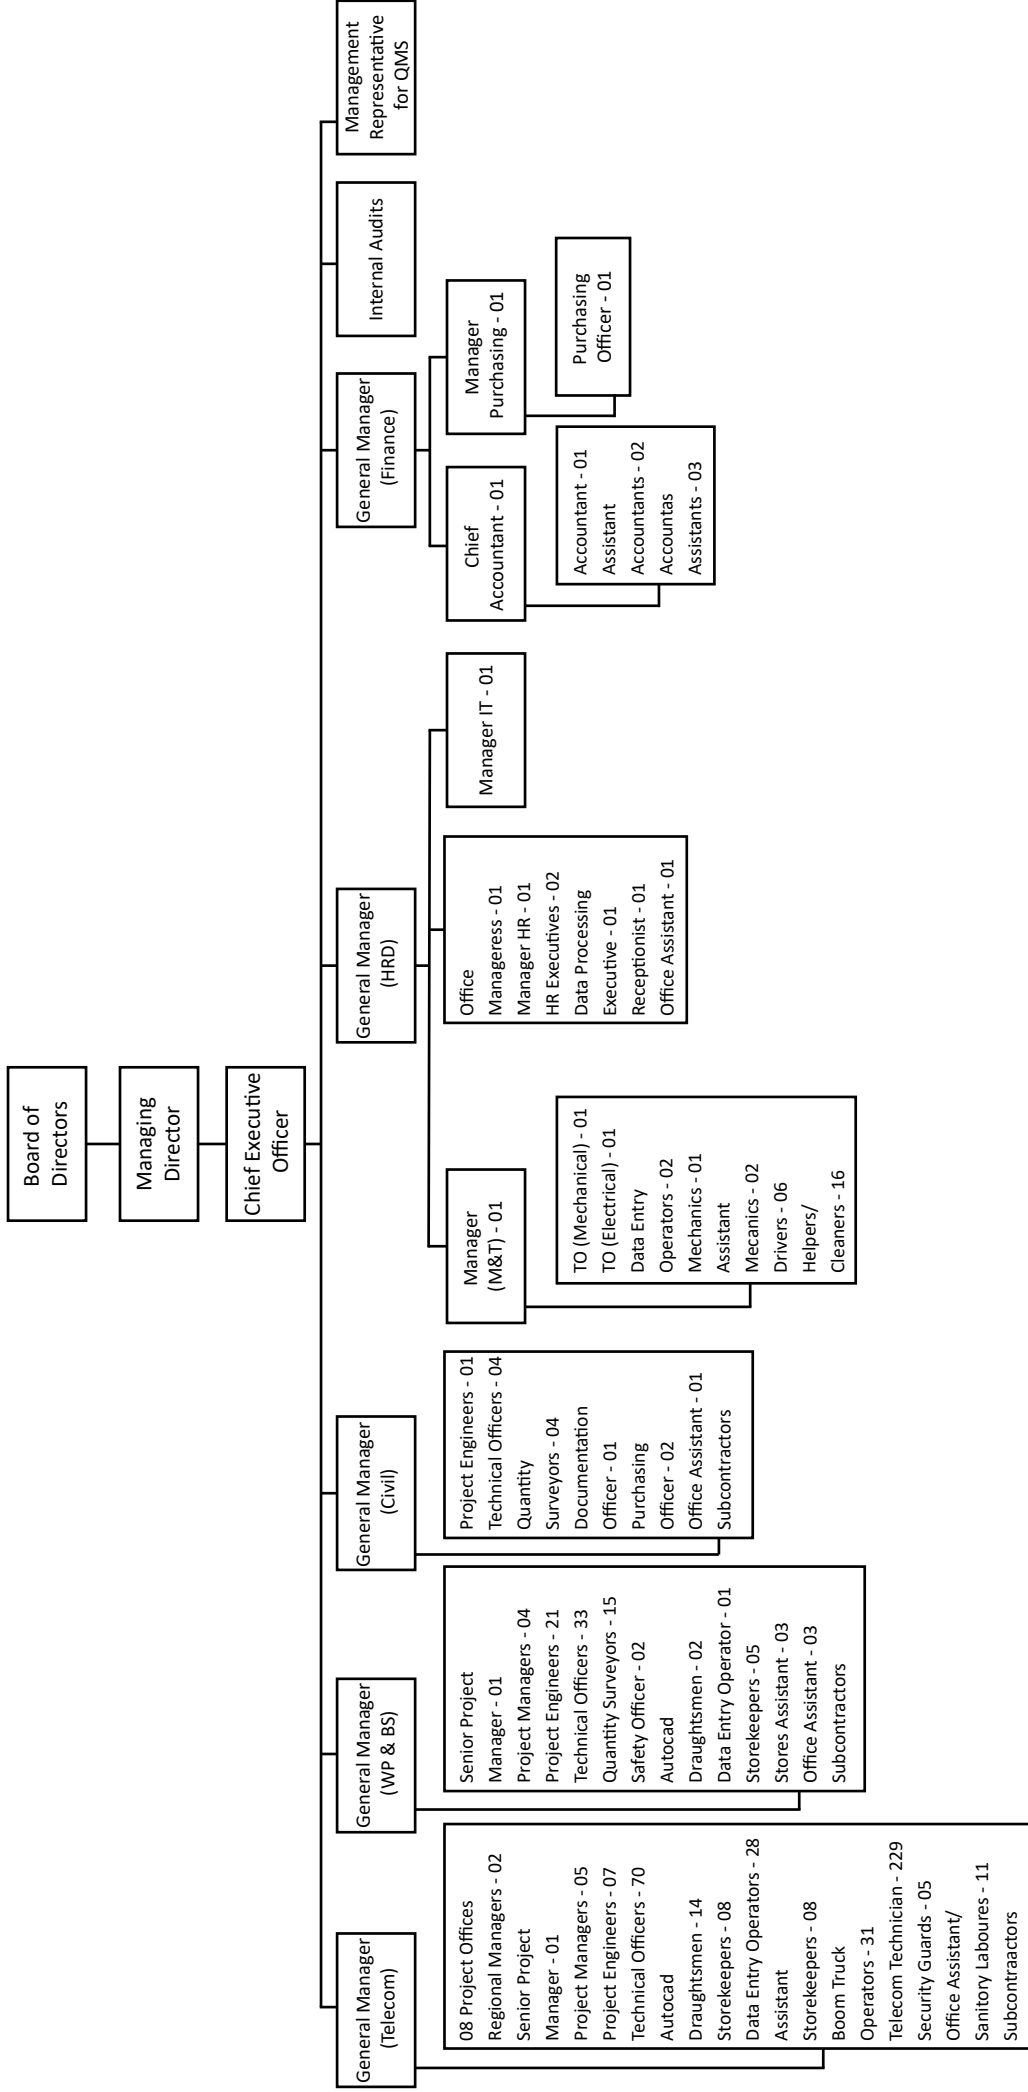 Board of
Directors
Managing
Director
Chief Executive
Officer
General Manager
(Telecom)
General Manager
(WP & BS)
General Manager
(Civil)
General Manager
(HRD)
General Manager
(Finance)
Internal Audits
Management
Representative
for QMS
08 Project Offices
Regional Managers - 02
Senior Project
Manager - 01
Project Managers - 05
Project Engineers - 07
Technical Officers - 70
Autocad
Draughtsmen - 14
Storekeepers - 08
Data Entry Operators - 28
Assistant
Storekeepers - 08
Boom Truck
Operators - 31
Telecom Technician - 229
Security Guards - 05
Office Assistant/
Sanitory Laboures - 11
Subcontraactors
Senior Project
Manager - 01
Project Managers - 04
Project Engineers - 21
Technical Officers - 33
Quantity Surveyors - 15
Safety Officer - 02
Autocad
Draughtsmen - 02
Data Entry Operator - 01
Storekeepers - 05
Stores Assistant - 03
Office Assistant - 03
Subcontractors
Project Engineers - 01
Technical Officers - 04
Quantity
Surveyors - 04
Documentation
Officer - 01
Purchasing
Officer - 02
Office Assistant - 01
Subcontractors
Manager
(M&T) - 01
TO (Mechanical) - 01
TO (Electrical) - 01
Data Entry
Operators - 02
Mechanics - 01
Assistant
Mecanics - 02
Drivers - 06
Helpers/
Cleaners - 16
Office
Manageress - 01
Manager HR - 01
HR Executives - 02
Data Processing
Executive - 01
Receptionist - 01
Office Assistant - 01
Manager IT - 01
Chief
Accountant - 01
Accountant - 01
Assistant
Accountants - 02
Accountas
Assistants - 03
Manager
Purchasing - 01
Purchasing
Officer - 01